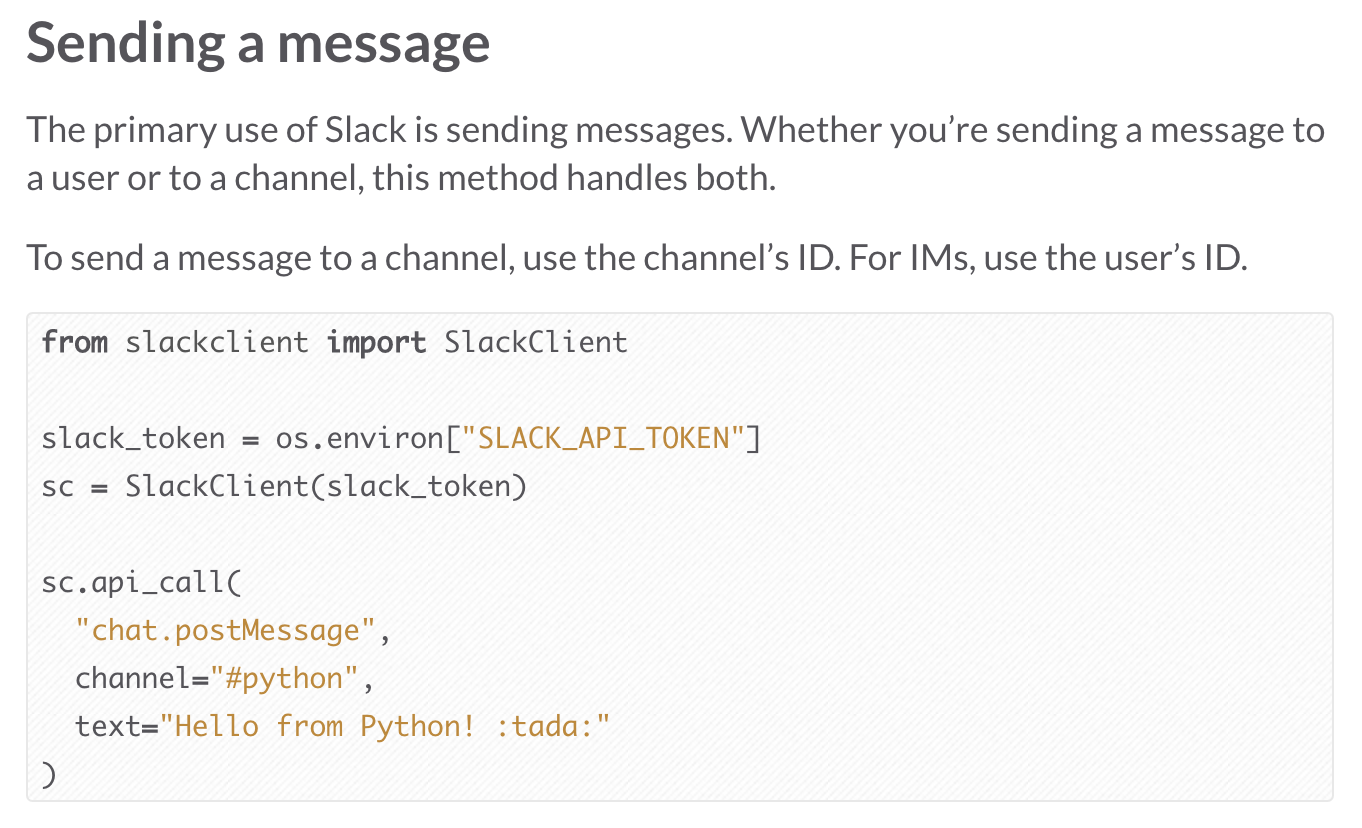 Sending a message
The primary use of Slack is sending messages. Whether you’re sending a message to
a user or to a channel, this method handles both.
To send a message to a channel, use the channel’s ID. For IMs, use the user’s ID.
from slackclient import SlackClient
slack_token = os.environ["SLACK_API_TOKEN"]
sc = SlackClient(slack_token)
sc.api_call(
  "chat.postMessage",
  channel="#python",
  text="Hello from Python! :tada:"
)